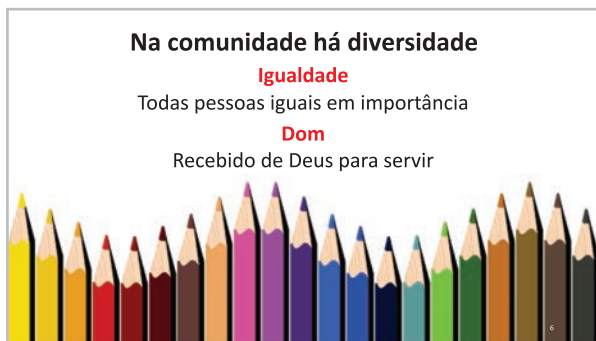 Na comunidade há diversidade
Igualdade
Todas pessoas iguais em importância
Dom
Recebido de Deus para servir
6